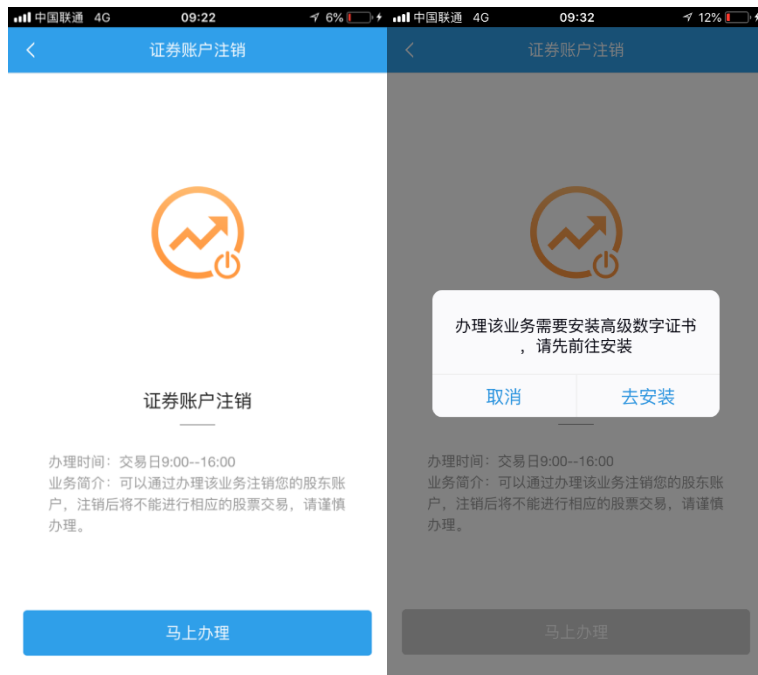 中国联通 4G 09:22 6%
证券账户注销
证券账户注销
办理时间：交易日9:00--16:00
业务简介：可以通过办理该业务注销您的股东账
户，注销后将不能进行相应的股票交易，请谨慎
办理。
马上办理
中国联通 4G 09:32 12%
证券账户注销
办理该业务需要安装高级数字证书
，请先前往安装
取消 去安装
办理时间：交易日9:00--16:00
业务简介：可以通过办理该业务注销您的股东账
户，注销后将不能进行相应的股票交易，请谨慎
办理。
马上办理